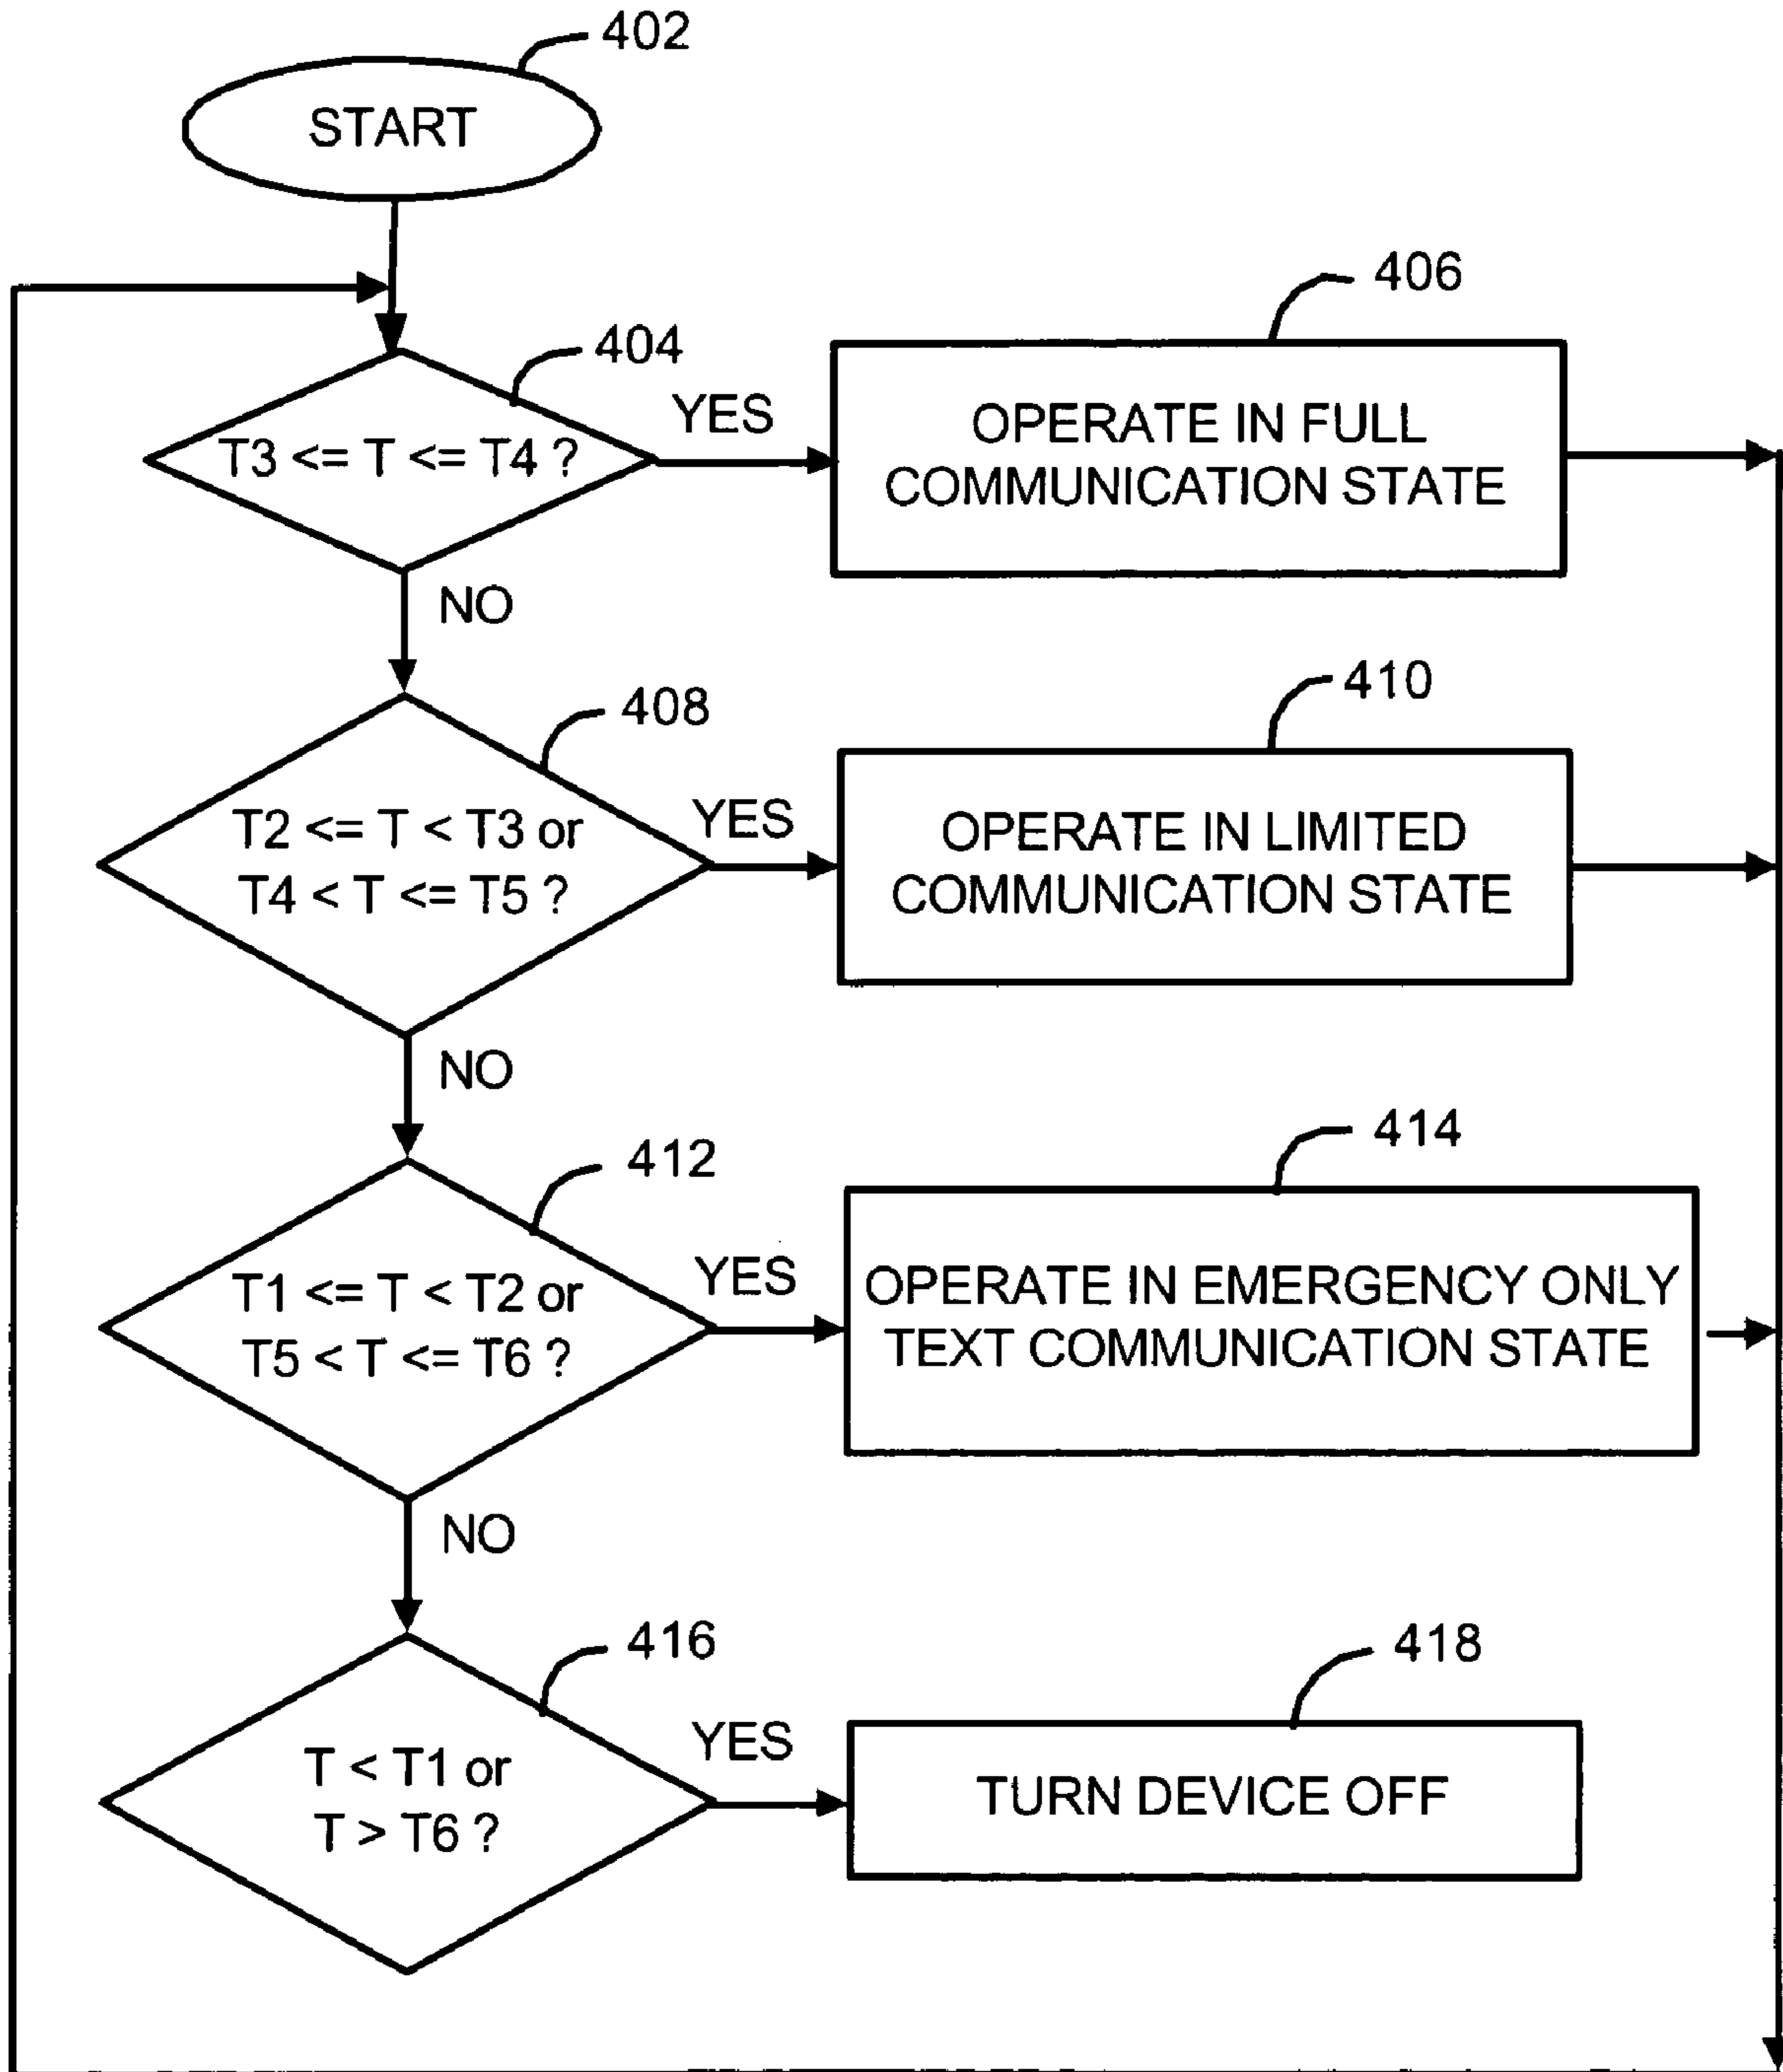 402
START
404
T3 <= T <= T4 ?
YES
406
OPERATE IN FULL
COMMUNICATION STATE
NO
408
T2 <= T < T3 or
T4 < T <= T5 ?
YES
410
OPERATE IN LIMITED
COMMUNICATION STATE
NO
412
T1 <= T < T2 or
T5 < T <= T6 ?
YES
414
OPERATE IN EMERGENCY ONLY
TEXT COMMUNICATION STATE
NO
416
T < T1 or
T > T6 ?
YES
418
TURN DEVICE OFF